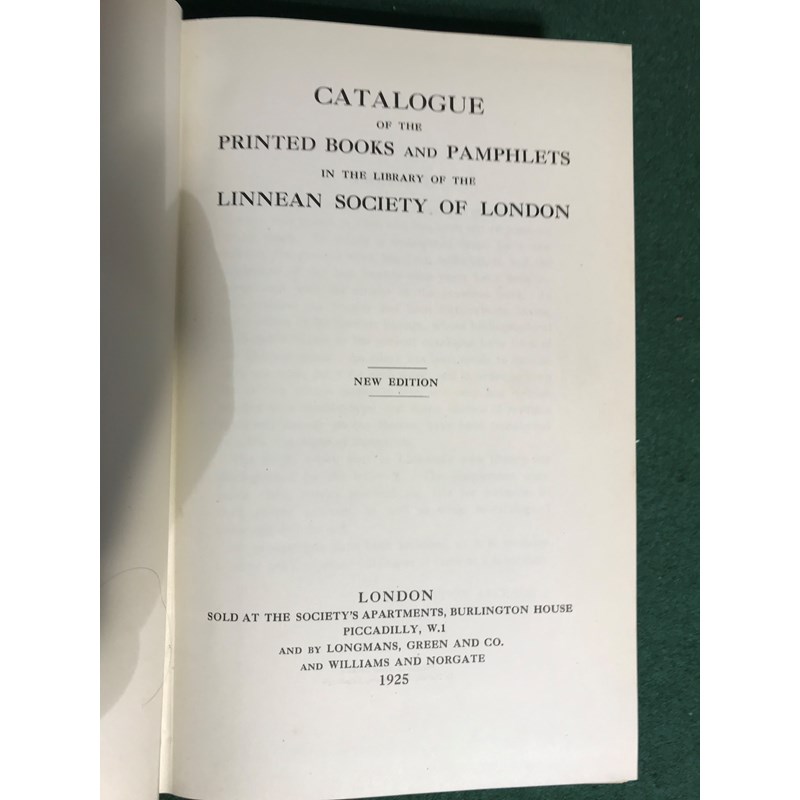 CATALOGUE
OF THE
PRINTED BOOKS AND PAMPHLETS
IN THE LIBRARY OF THE
LINNEAN SOCIETY OF LONDON
NEW EDITION
LONDON
SOLD AT THE SOCIETY'S APARTMENTS, BURLINGTON HOUSE
PICCADILLY, W.1
AND BY LONGMANS, GREEN AND CO.
AND WILLIAMS AND NORGATE
1925